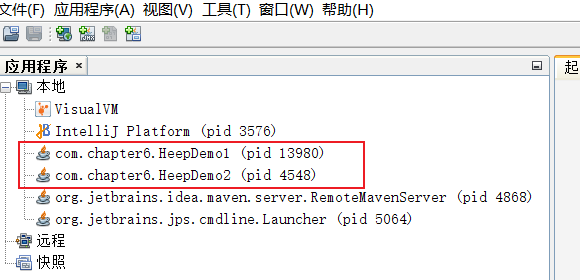 文件(F) 应用程序(A) 视图(V) 工具(T) 窗口(W) 帮助(H)
应用程序 × 起
本地
VisualVM
IntelliJ Platform (pid 3576)
com.chapter6.HeepDemo1 (pid 13980)
com.chapter6.HeepDemo2 (pid 4548)
org.jetbrains.idea.maven.server.RemoteMavenServer (pid 4868)
org.jetbrains.jps.cmdline.Launcher (pid 5064)
远程
快照